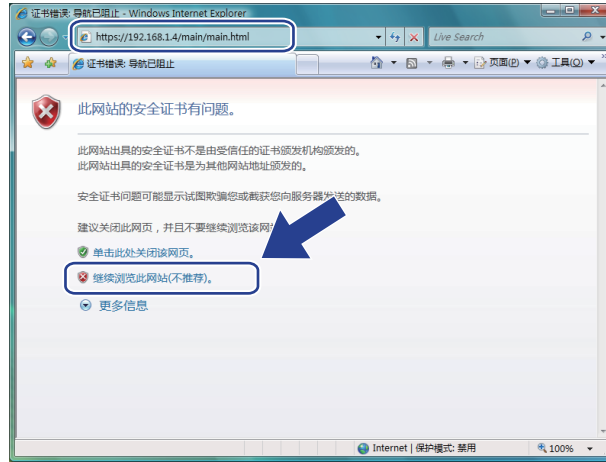 证书错误: 导航已阻止 - Windows Internet Explorer
https://192.168.1.4/main/main.html
Live Search
证书错误: 导航已阻止
页面(P)
工具(O)
此网站的安全证书有问题。
此网站出具的安全证书不是由受信任的证书颁发机构颁发的。
此网站出具的安全证书是为其他网站地址颁发的。
安全证书问题可能显示试图欺骗您或截获您向服务器发送的数据。
建议关闭此网页，并且不要继续浏览该网
单击此处关闭该网页。
继续浏览此网站(不推荐)。
更多信息
Internet | 保护模式: 禁用
100%